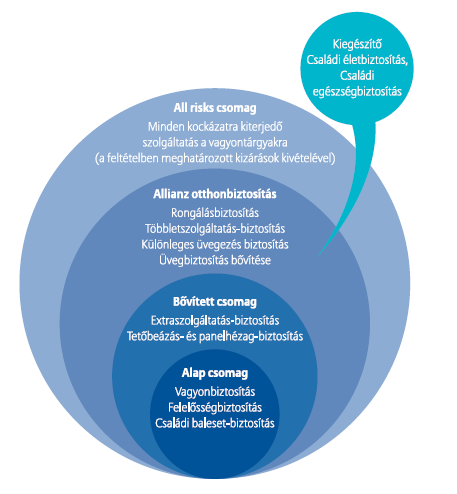 Kiegészítő
Családi életbiztosítás,
Családi
egészségbiztosítás
All risks csomag
Minden kockázatra kiterjedő
szolgáltatás a vagyontárgyakra
(a feltételben meghatározott kizárások kivételével)
Allianz otthonbiztosítás
Rongálásbiztosítás
Többletszolgáltatás-biztosítás
Különleges üvegezés biztosítás
Üvegbiztosítás bővítése
Bővített csomag
Extraszolgáltatás-biztosítás
Tetőbeázás- és panelhézag-biztosítás
Alap csomag
Vagyonbiztosítás
Felelősségbiztosítás
Családi baleset-biztosítás